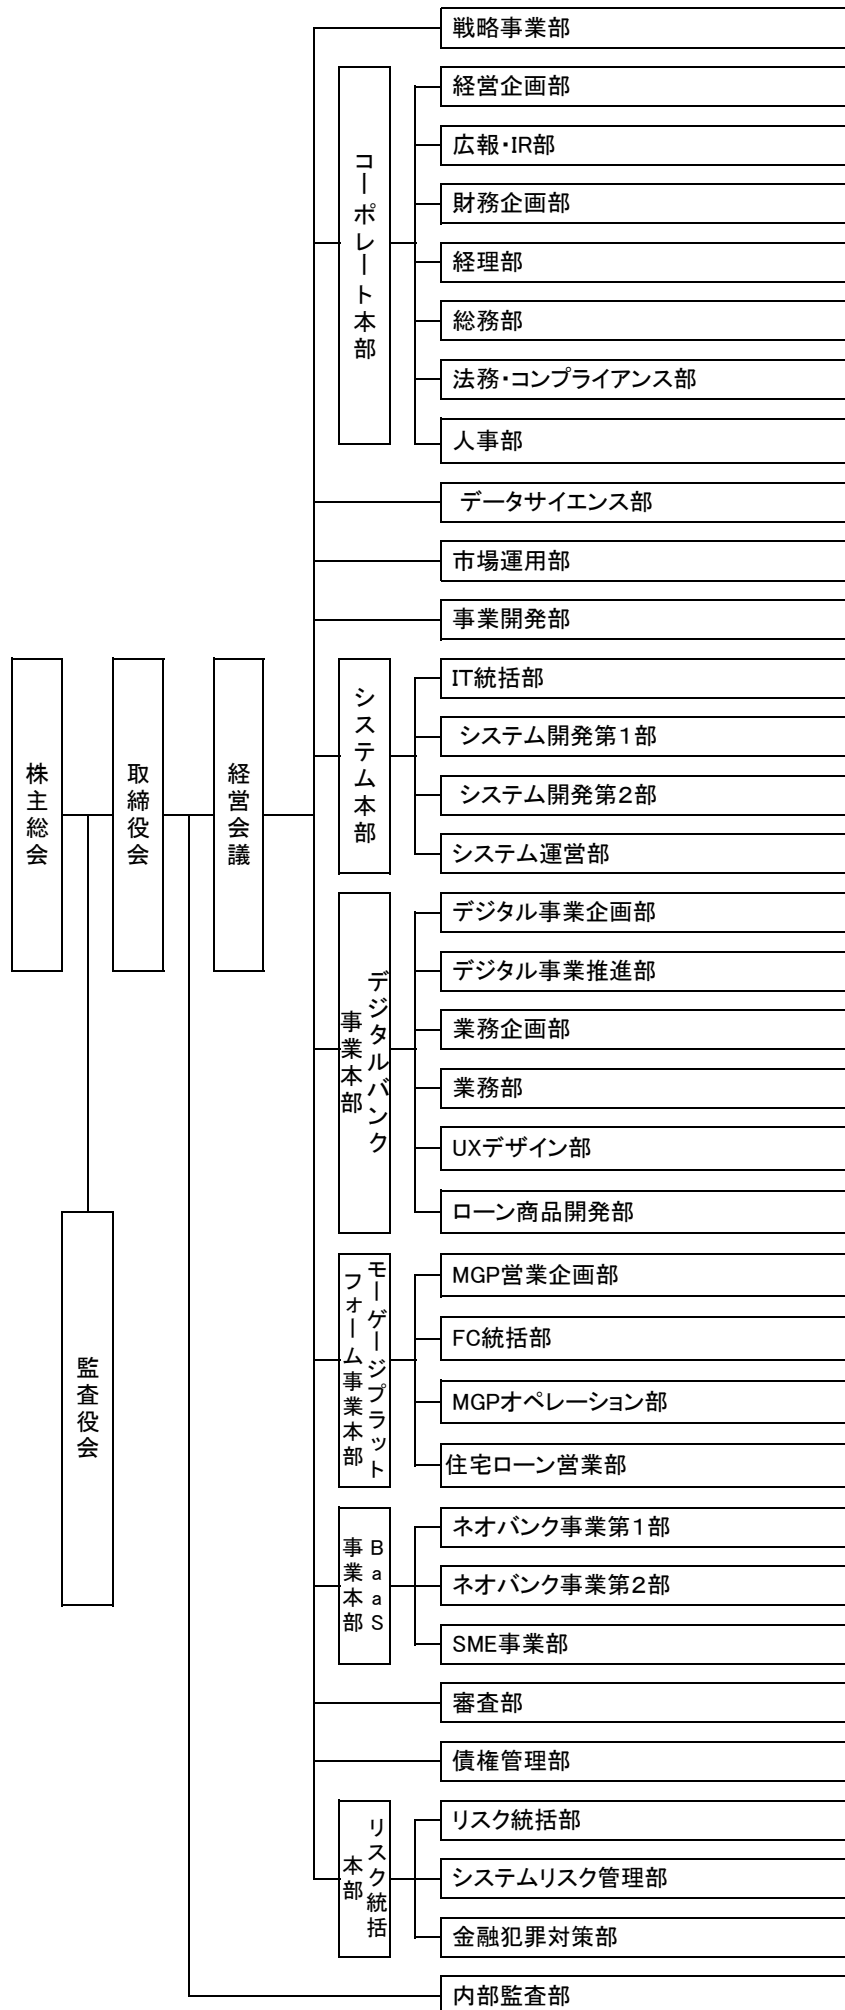 戦略事業部
コーポレート本部
経営企画部
広報・IR部
財務企画部
経理部
総務部
法務・コンプライアンス部
人事部
データサイエンス部
市場運用部
事業開発部
株主総会
取締役会
経営会議
システム本部
IT統括部
システム開発第1部
システム開発第2部
システム運営部
デジタルバンク
事業本部
デジタル事業企画部
デジタル事業推進部
業務企画部
業務部
UXデザイン部
ローン商品開発部
監査役会
モーゲージプラット
フォーム事業本部
MGP営業企画部
FC統括部
MGPオペレーション部
住宅ローン営業部
BaaS
事業本部
ネオバンク事業第1部
ネオバンク事業第2部
SME事業部
審査部
債権管理部
リスク統括
本部
リスク統括部
システムリスク管理部
金融犯罪対策部
内部監査部